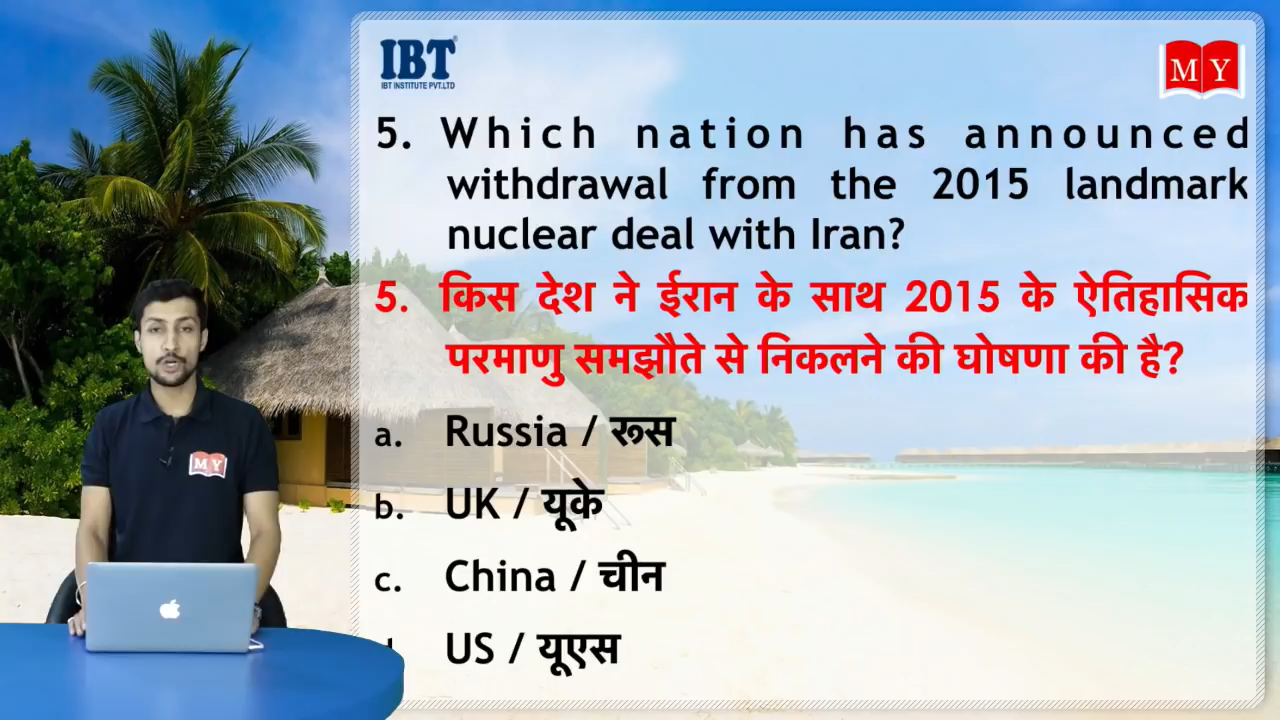 IBT®
IBT INSTITUTE PVT.LTD
M Y
5. Which nation has announced
withdrawal from the 2015 landmark
nuclear deal with Iran?
5. किस देश ने ईरान के साथ 2015 के ऐतिहासिक
परमाणु समझौते से निकलने की घोषणा की है?
a. Russia / रूस
b. UK / यूके
c. China / चीन
US / यूएस
M Y